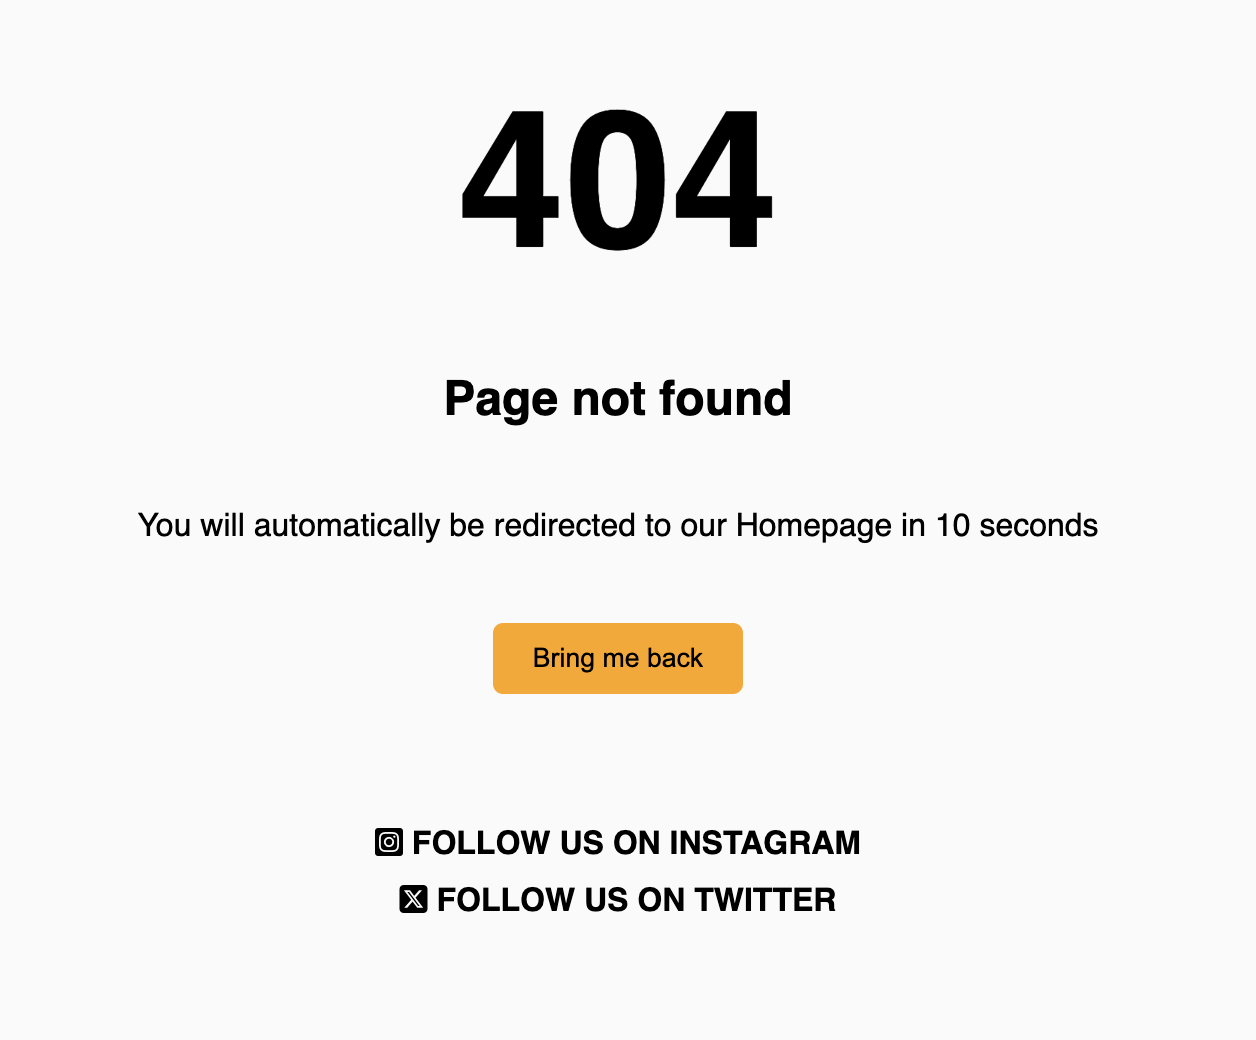 404
Page not found
You will automatically be redirected to our Homepage in 10 seconds
Bring me back
FOLLOW US ON INSTAGRAM
FOLLOW US ON TWITTER